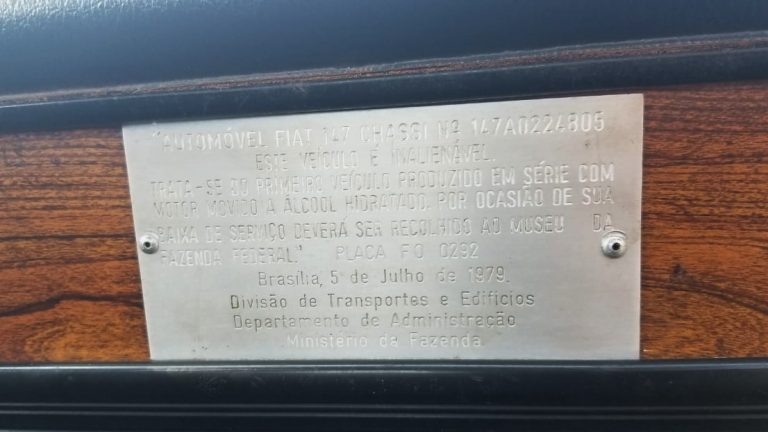 "AUTOMÓVEL FIAT 147 CHASSI Nº 147A0224805
ESTE VEÍCULO É INALIENÁVEL.
TRATA-SE DO PRIMEIRO VEÍCULO PRODUZIDO EM SÉRIE COM
MOTOR MOVIDO A ÁLCOOL HIDRATADO. POR OCASIÃO DE SUA
BAIXA DE SERVIÇO DEVERÁ SER RECOLHIDO AO MUSEU DA
FAZENDA FEDERAL." PLACA FO 0292
Brasília, 5 de Julho de 1979.
Divisão de Transportes e Edifícios
Departamento de Administração
Ministério da Fazenda.